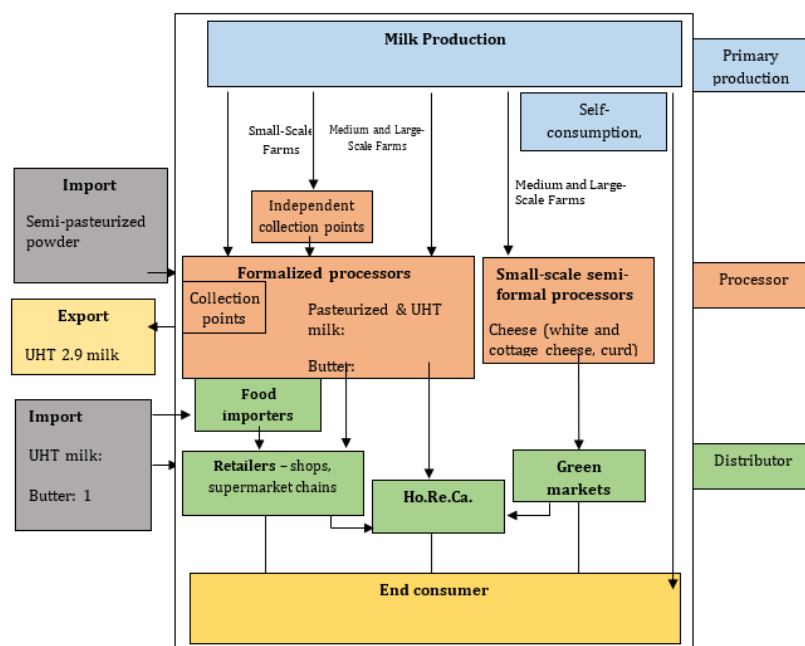 Milk Production
Primary
production
Self-
consumption,
Small-Scale
Farms
Medium and Large-
Scale Farms
Medium and Large-
Scale Farms
Import
Semi-pasteurized
powder
Independent
collection points
Formalized processors
Collection
points
Pasteurized & UHT
milk:
Butter:
Small-scale semi-
formal processors
Cheese (white and
cottage cheese, curd)
Processor
Export
UHT 2.9 milk
Food
importers
Import
UHT milk:
Butter: 1
Retailers – shops,
supermarket chains
Ho.Re.Ca.
Green
markets
Distributor
End consumer